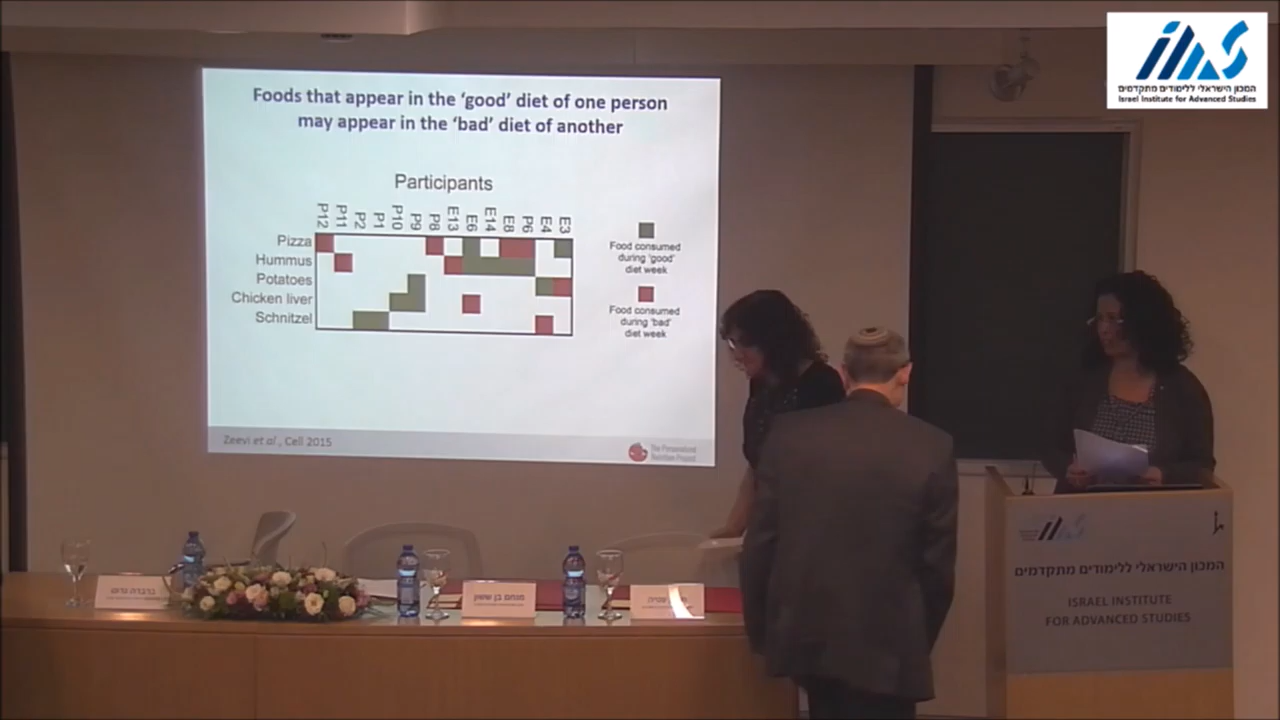 המכון הישראלי ללימודים מתקדמים
Israel Institute for Advanced Studies
Foods that appear in the ‘good’ diet of one person
may appear in the ‘bad’ diet of another
Participants
P12 P11 P2 P1 P10 P9 P8 E13 E6 E14 E8 P6 E4 E3
Pizza
Hummus
Potatoes
Chicken liver
Schnitzel
Food consumed
during ‘good’
diet week
Food consumed
during ‘bad’
diet week
Zeevi et al , Cell 2015
The Personalized
Nutrition Project
מנחם בן ששון
המכון הישראלי ללימודים מתקדמים
ISRAEL INSTITUTE
FOR ADVANCED STUDIES